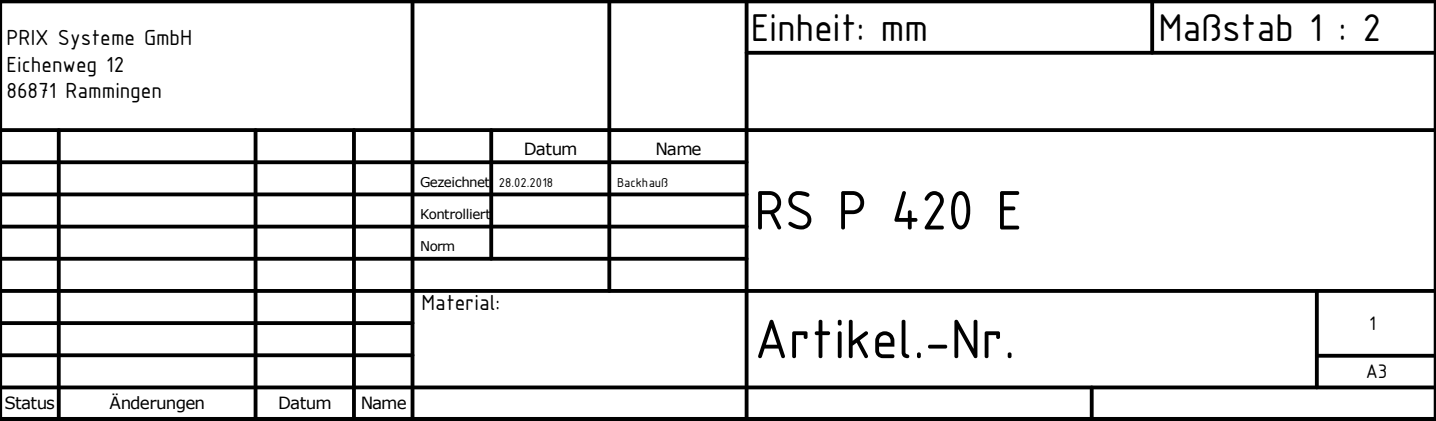 PRIX Systeme GmbH
Eichenweg 12
86871 Rammingen
Einheit: mm
Maßstab 1 : 2
Datum
Name
Gezeichnet
28.02.2018
Backhauß
Kontrolliert
Norm
RS P 420 E
Material:
Artikel.-Nr.
1
A3
Status
Änderungen
Datum
Name